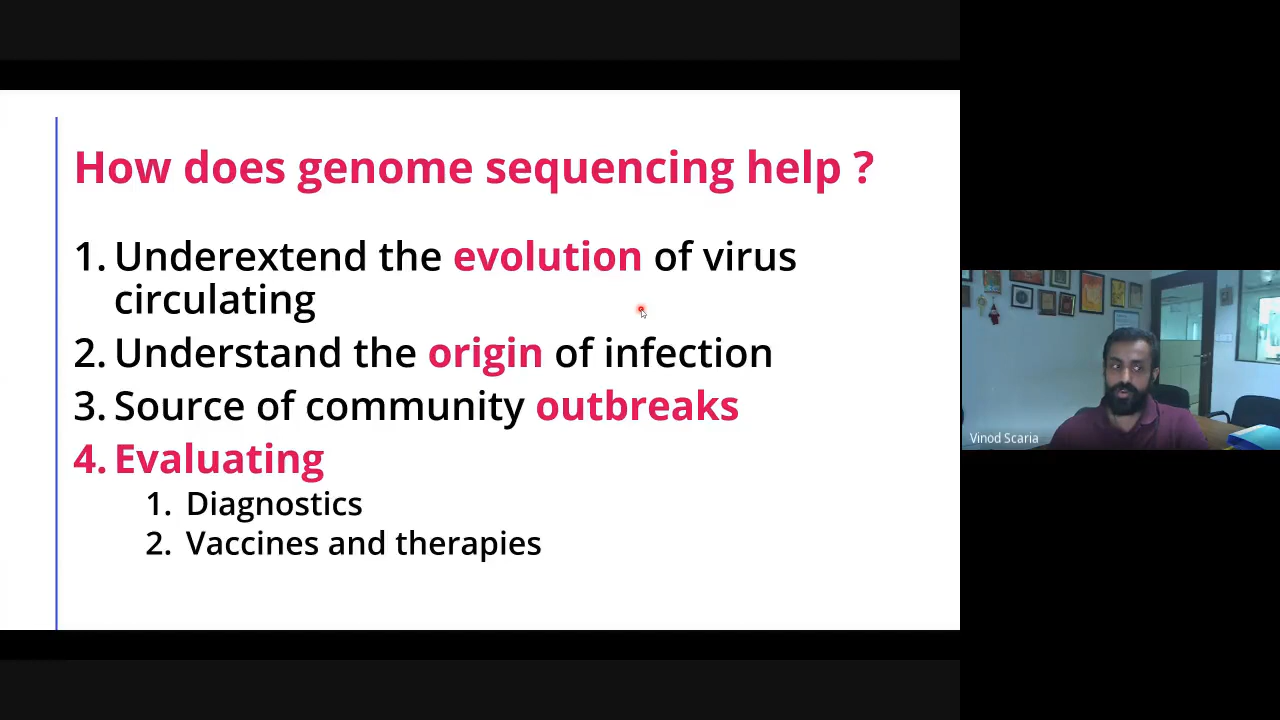 How does genome sequencing help ?
1. Underextend the evolution of virus
circulating
2. Understand the origin of infection
3. Source of community outbreaks
4. Evaluating
1. Diagnostics
2. Vaccines and therapies
Vinod Scaria